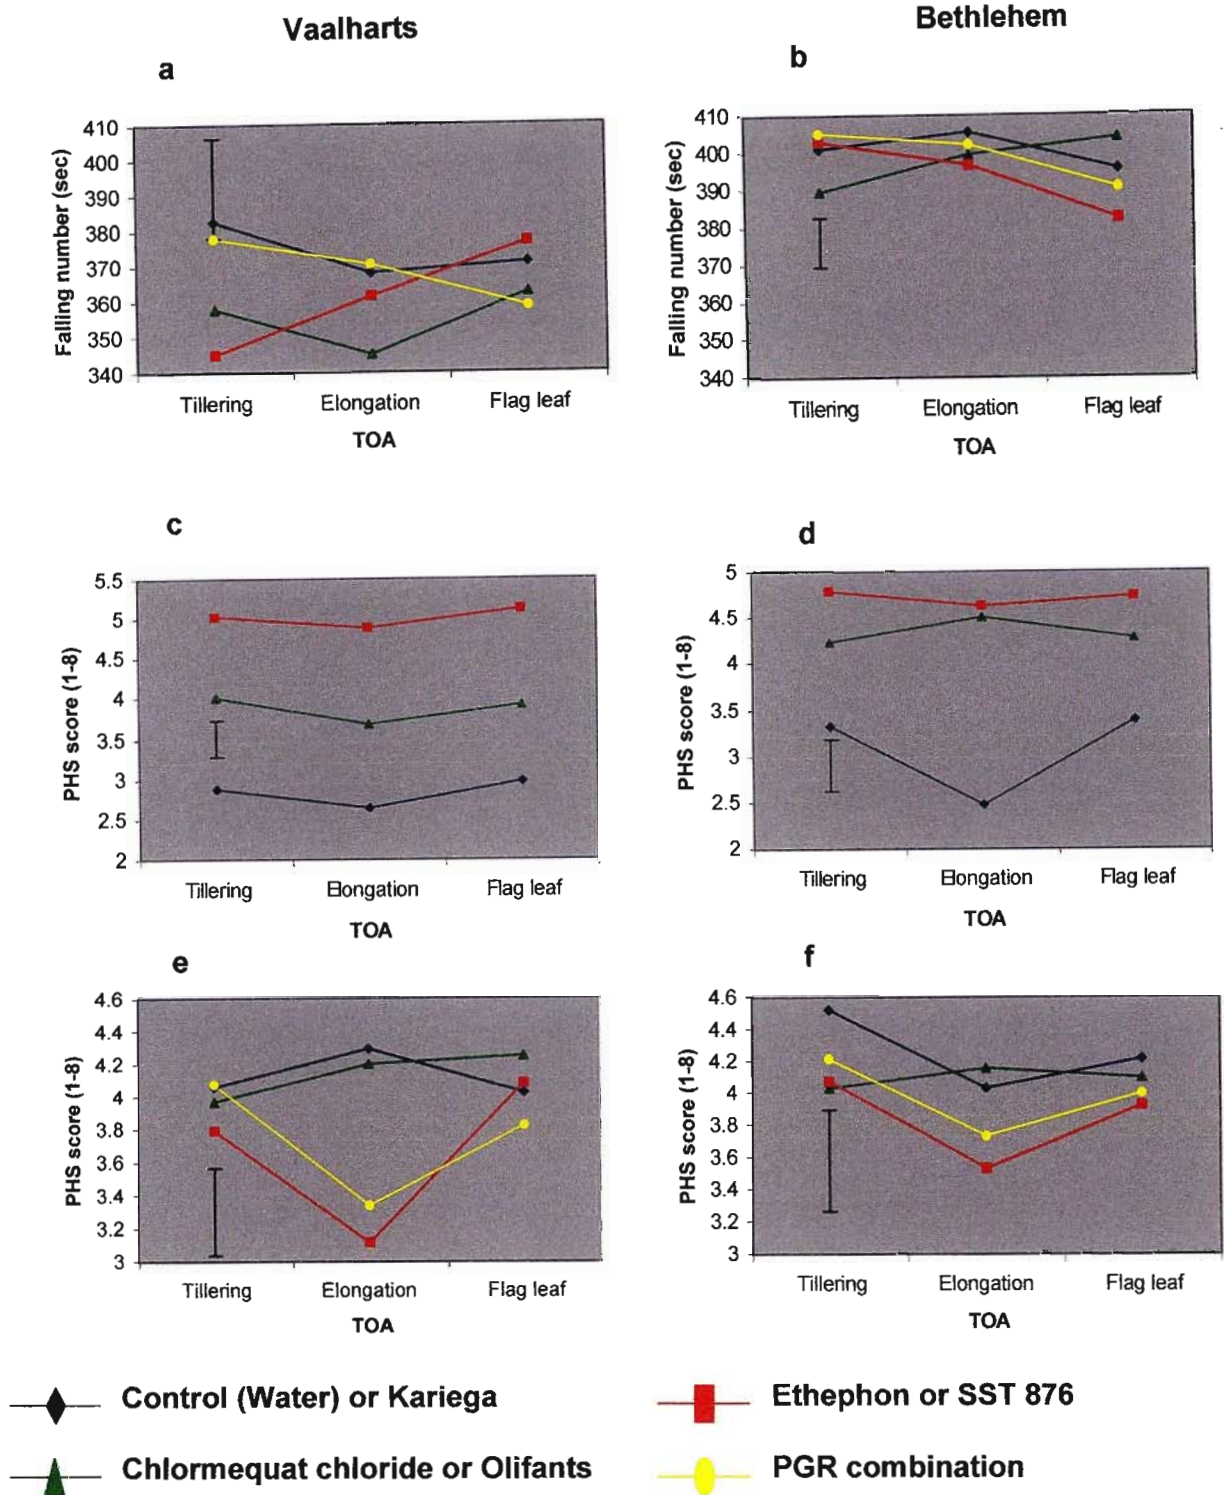 Vaalharts
Bethlehem
a
Falling number (sec)
410
400
390
380
370
360
350
340
Tillering
Elongation
Flag leaf
TOA
b
Falling number (sec)
410
400
390
380
370
360
350
340
Tillering
Elongation
Flag leaf
TOA
c
PHS score (1-8)
5.5
5
4.5
4
3.5
3
2.5
2
Tillering
Elongation
Flag leaf
TOA
d
PHS score (1-8)
5
4.5
4
3.5
3
2.5
2
Tillering
Elongation
Flag leaf
TOA
e
PHS score (1-8)
4.6
4.4
4.2
4
3.8
3.6
3.4
3.2
3
Tillering
Elongation
Flag leaf
TOA
f
PHS score (1-8)
4.6
4.4
4.2
4
3.8
3.6
3.4
3.2
3
Tillering
Elongation
Flag leaf
TOA
Control (Water) or Kariega
Ethephon or SST 876
Chlormequat chloride or Olifants
PGR combination